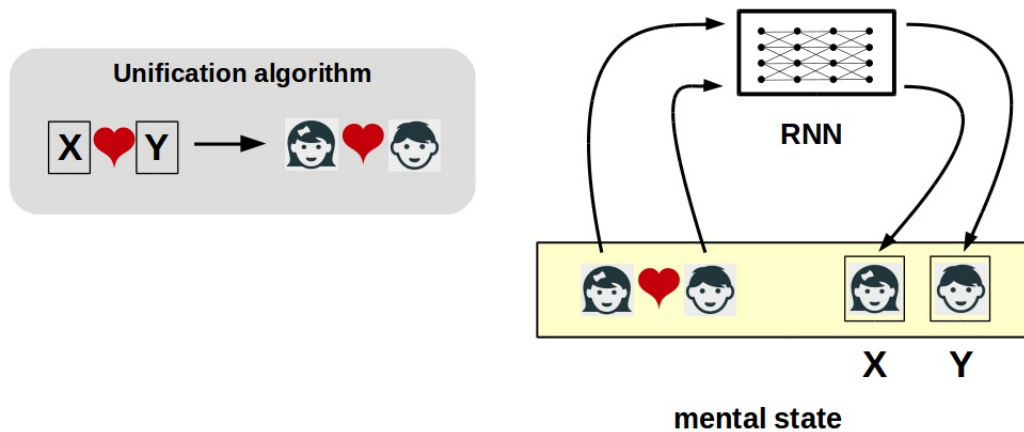 Unification algorithm
X Y
RNN
X Y
mental state